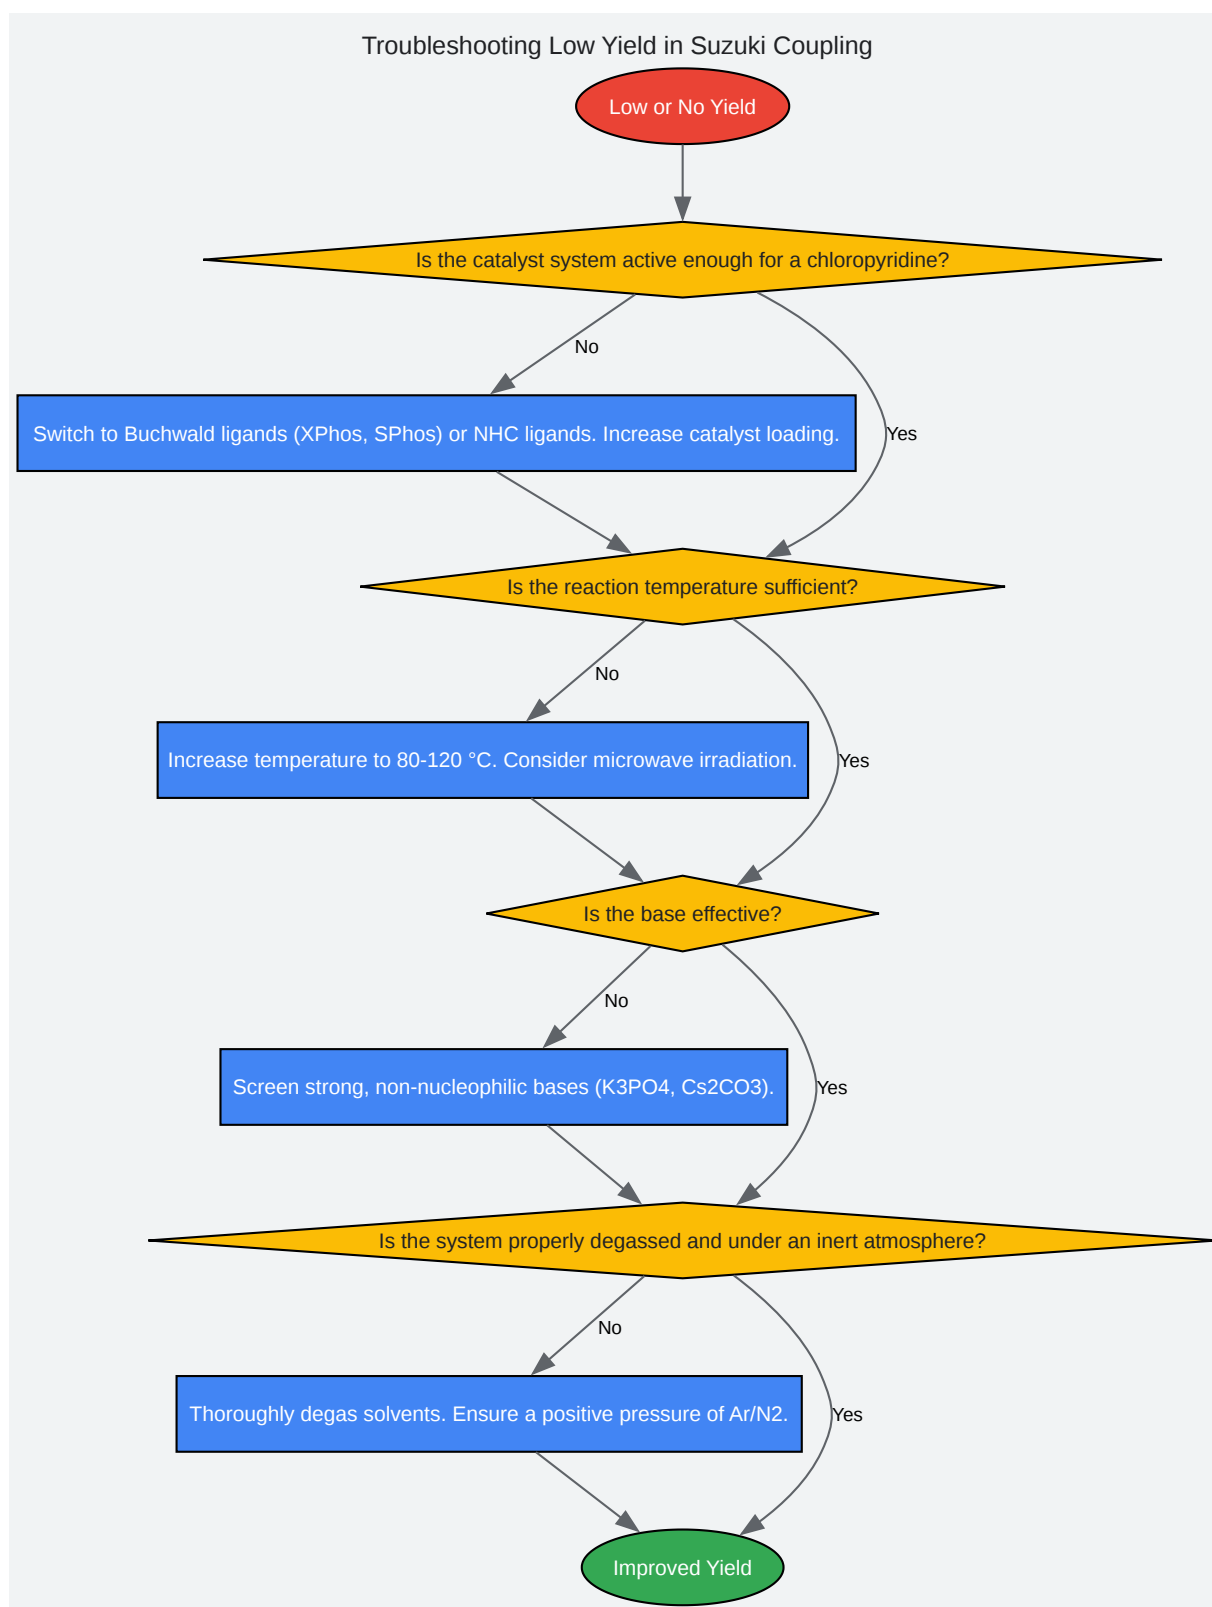 Troubleshooting Low Yield in Suzuki Coupling
Low or No Yield
Is the catalyst system active enough for a chloropyridine?
No
Switch to Buchwald ligands (XPhos, SPhos) or NHC ligands. Increase catalyst loading.
Yes
Is the reaction temperature sufficient?
No
Increase temperature to 80-120 °C. Consider microwave irradiation.
Yes
Is the base effective?
No
Screen strong, non-nucleophilic bases (K3PO4, Cs2CO3).
Yes
Is the system properly degassed and under an inert atmosphere?
No
Thoroughly degas solvents. Ensure a positive pressure of Ar/N2.
Yes
Improved Yield